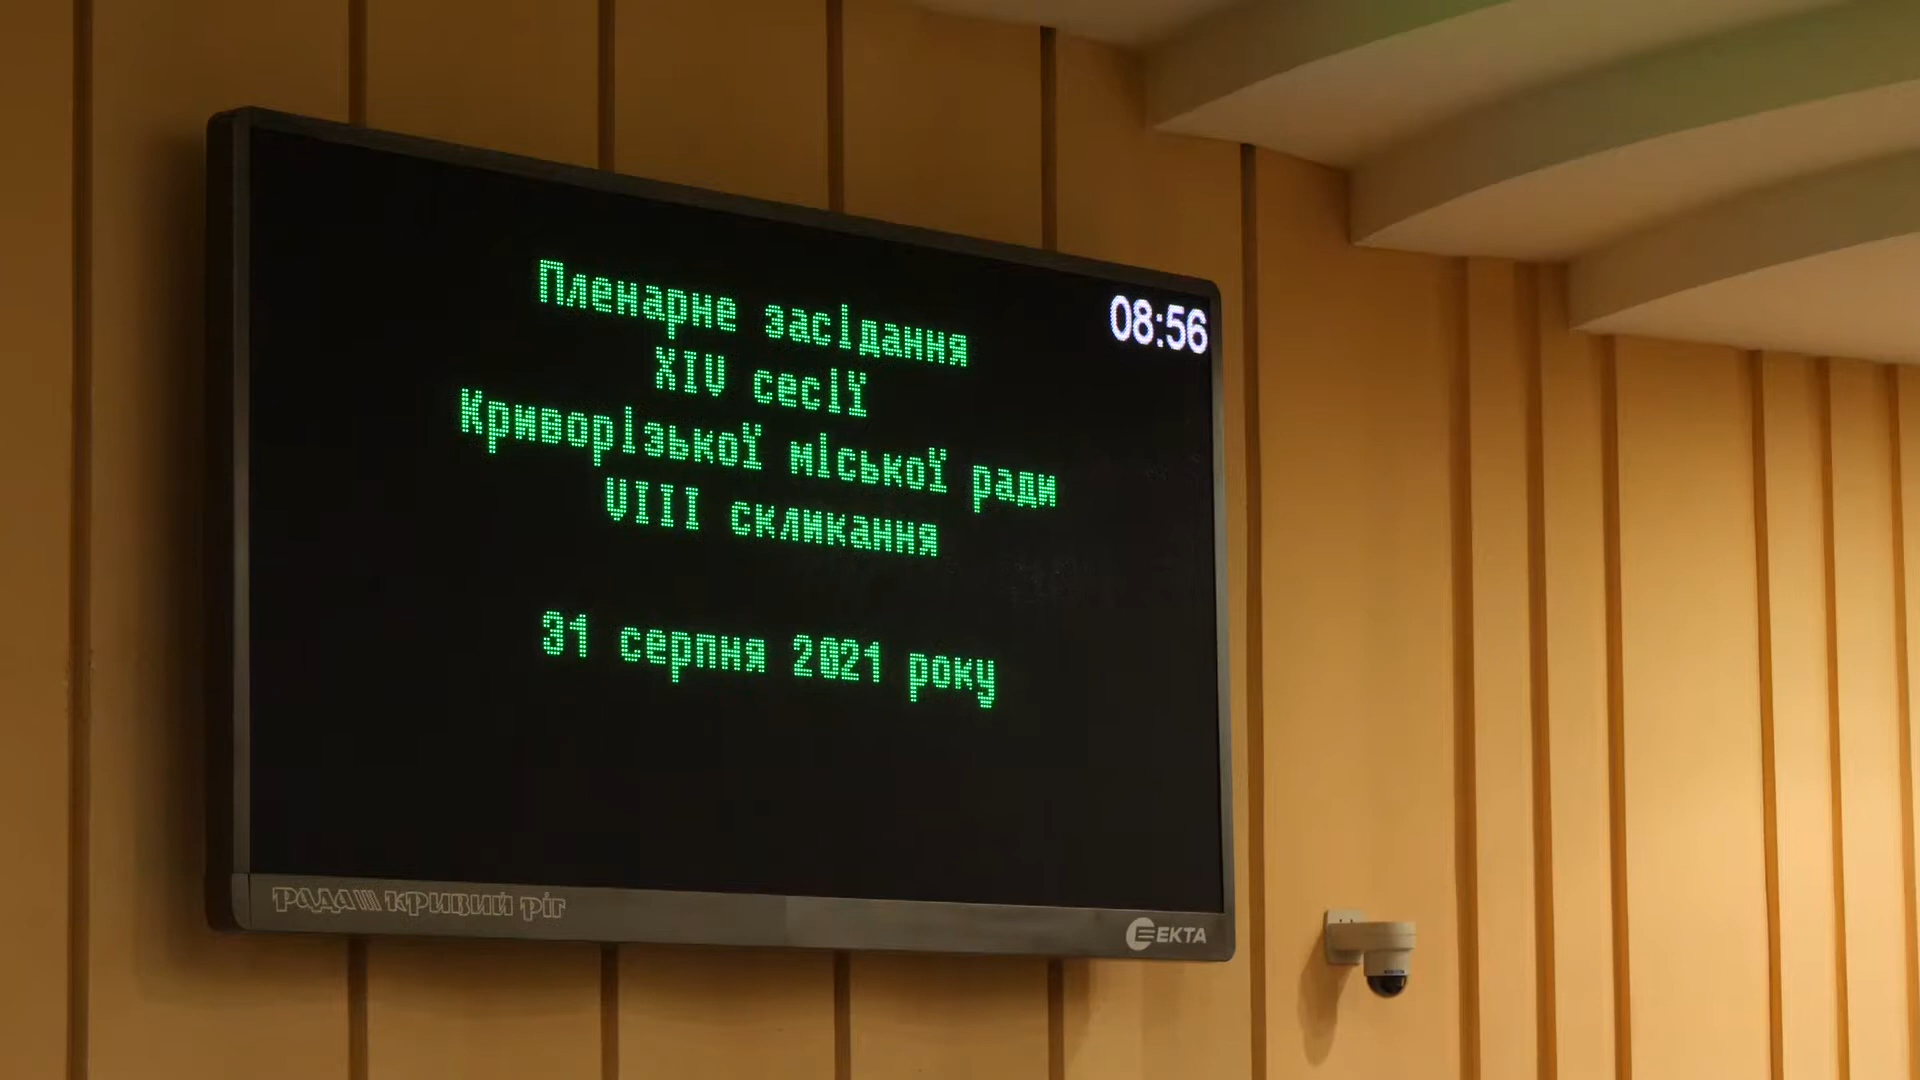 Пленарне засідання
08:56
XIV сесії
Криворізької міської ради
VIII скликання
31 серпня 2021 року
РАДА КРИВИЙ РІГ
EKTA